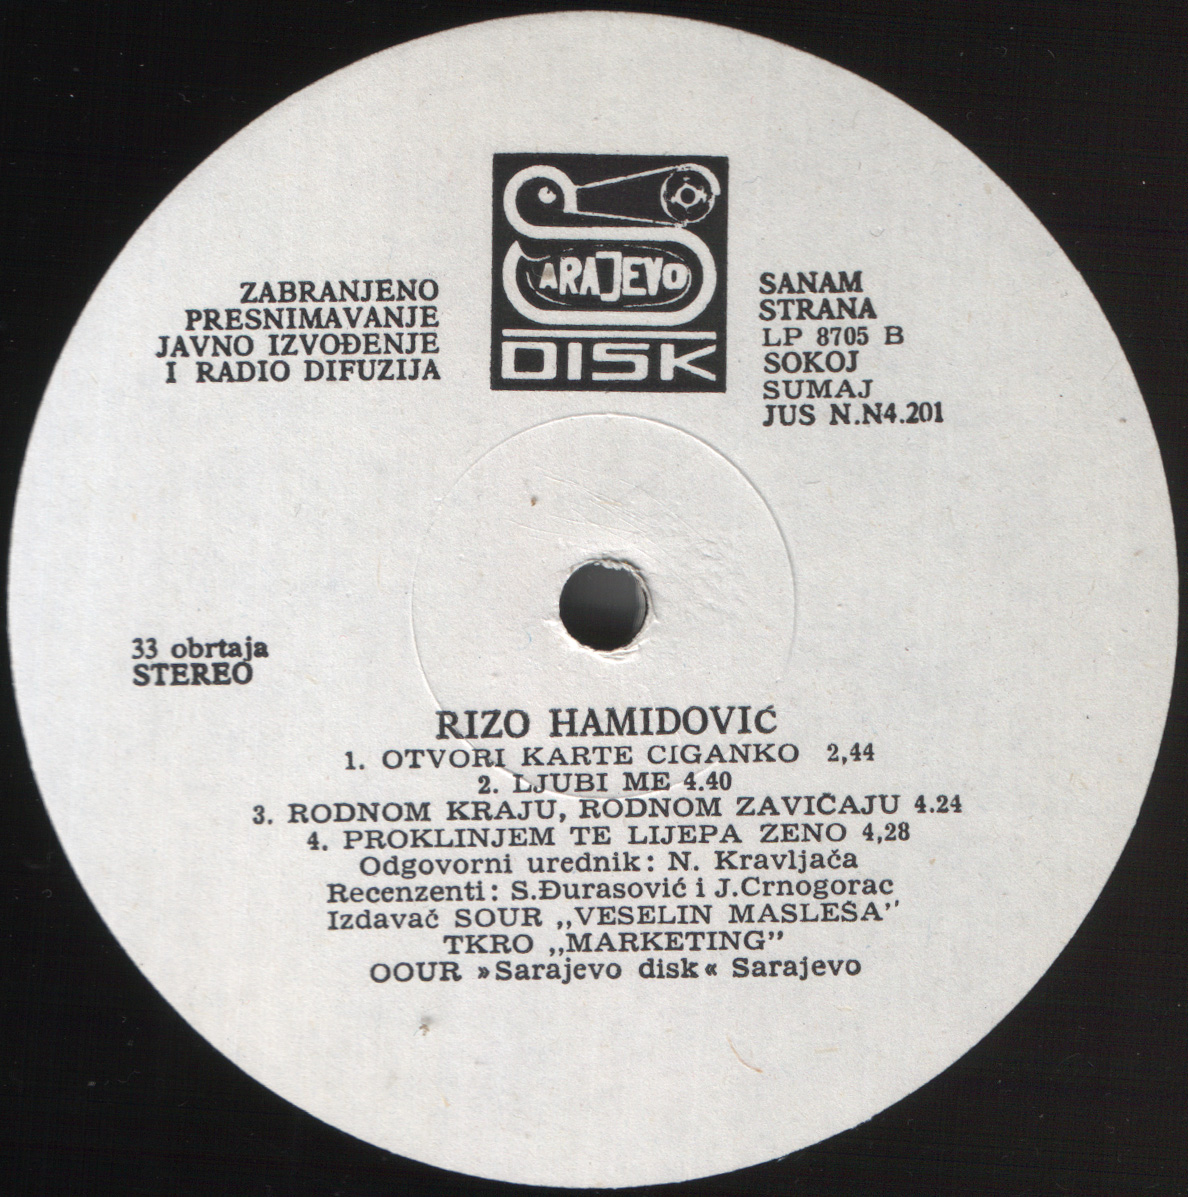 SARAJEVO
DISK
ZABRANJENO
PRESNIMAVANJE
JAVNO IZVOĐENJE
I RADIO DIFUZIJA
SANAM
STRANA
LP 8705 B
SOKOJ
SUMAJ
JUS N.N4.201
33 obrtaja
STEREO
RIZO HAMIDOVIĆ
1. OTVORI KARTE CIGANKO 2,44
2. LJUBI ME 4.40
3. RODNOM KRAJU, RODNOM ZAVIČAJU 4.24
4. PROKLINJEM TE LIJEPA ŽENO 4,28
Odgovorni urednik: N. Kravljača
Recenzenti: S.Đurasović i J.Crnogorac
Izdavač SOUR „VESELIN MASLEŠA''
TKRO „MARKETING”
OOUR »Sarajevo disk« Sarajevo